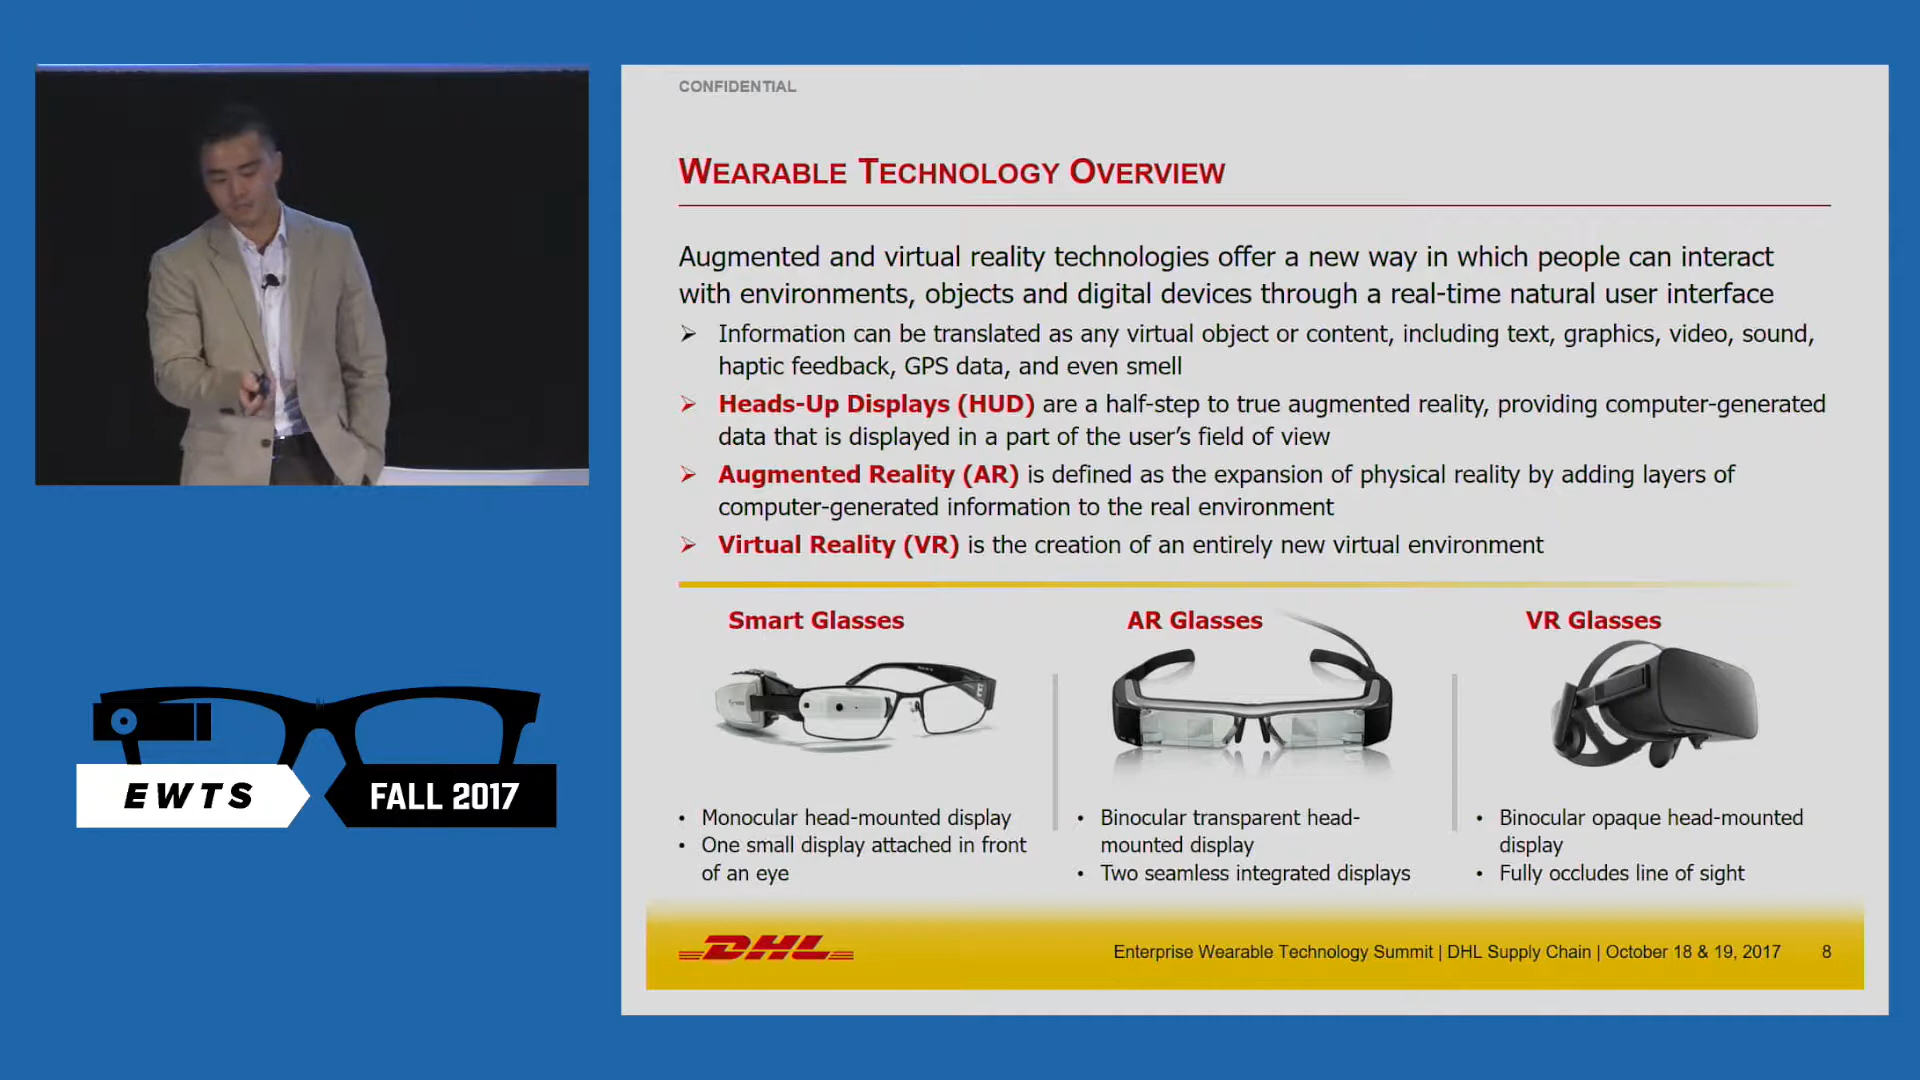 CONFIDENTIAL
WEARABLE TECHNOLOGY OVERVIEW
Augmented and virtual reality technologies offer a new way in which people can interact
with environments, objects and digital devices through a real-time natural user interface
➢ Information can be translated as any virtual object or content, including text, graphics, video, sound,
haptic feedback, GPS data, and even smell
➢ Heads-Up Displays (HUD) are a half-step to true augmented reality, providing computer-generated
data that is displayed in a part of the user's field of view
➢ Augmented Reality (AR) is defined as the expansion of physical reality by adding layers of
computer-generated information to the real environment
➢ Virtual Reality (VR) is the creation of an entirely new virtual environment
Smart Glasses
• Monocular head-mounted display
• One small display attached in front
of an eye
AR Glasses
• Binocular transparent head-
mounted display
• Two seamless integrated displays
VR Glasses
• Binocular opaque head-mounted
display
• Fully occludes line of sight
DHL
Enterprise Wearable Technology Summit | DHL Supply Chain | October 18 & 19, 2017 8
EWTS FALL 2017